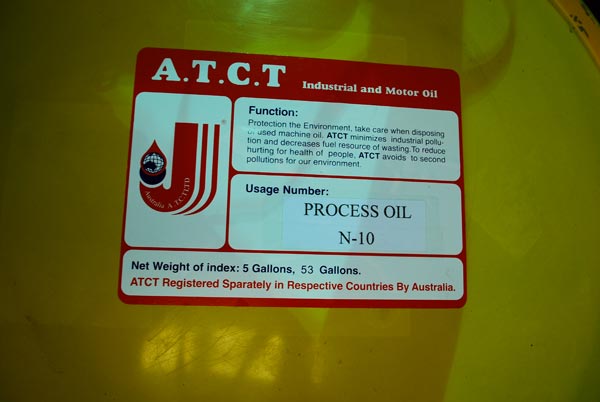 A.T.C.T Industrial and Motor Oil
Function:
Protection the Environment, take care when disposing
of used machine oil. ATCT minimizes industrial pollu-
tion and decreases fuel resource of wasting.To reduce
hurting for health of people, ATCT avoids to second
pollutions for our environment.
®
Australia A.T.C.T LTD
Usage Number:
PROCESS OIL
N-10
Net Weight of index: 5 Gallons, 53 Gallons.
ATCT Registered Sparately in Respective Countries By Australia.